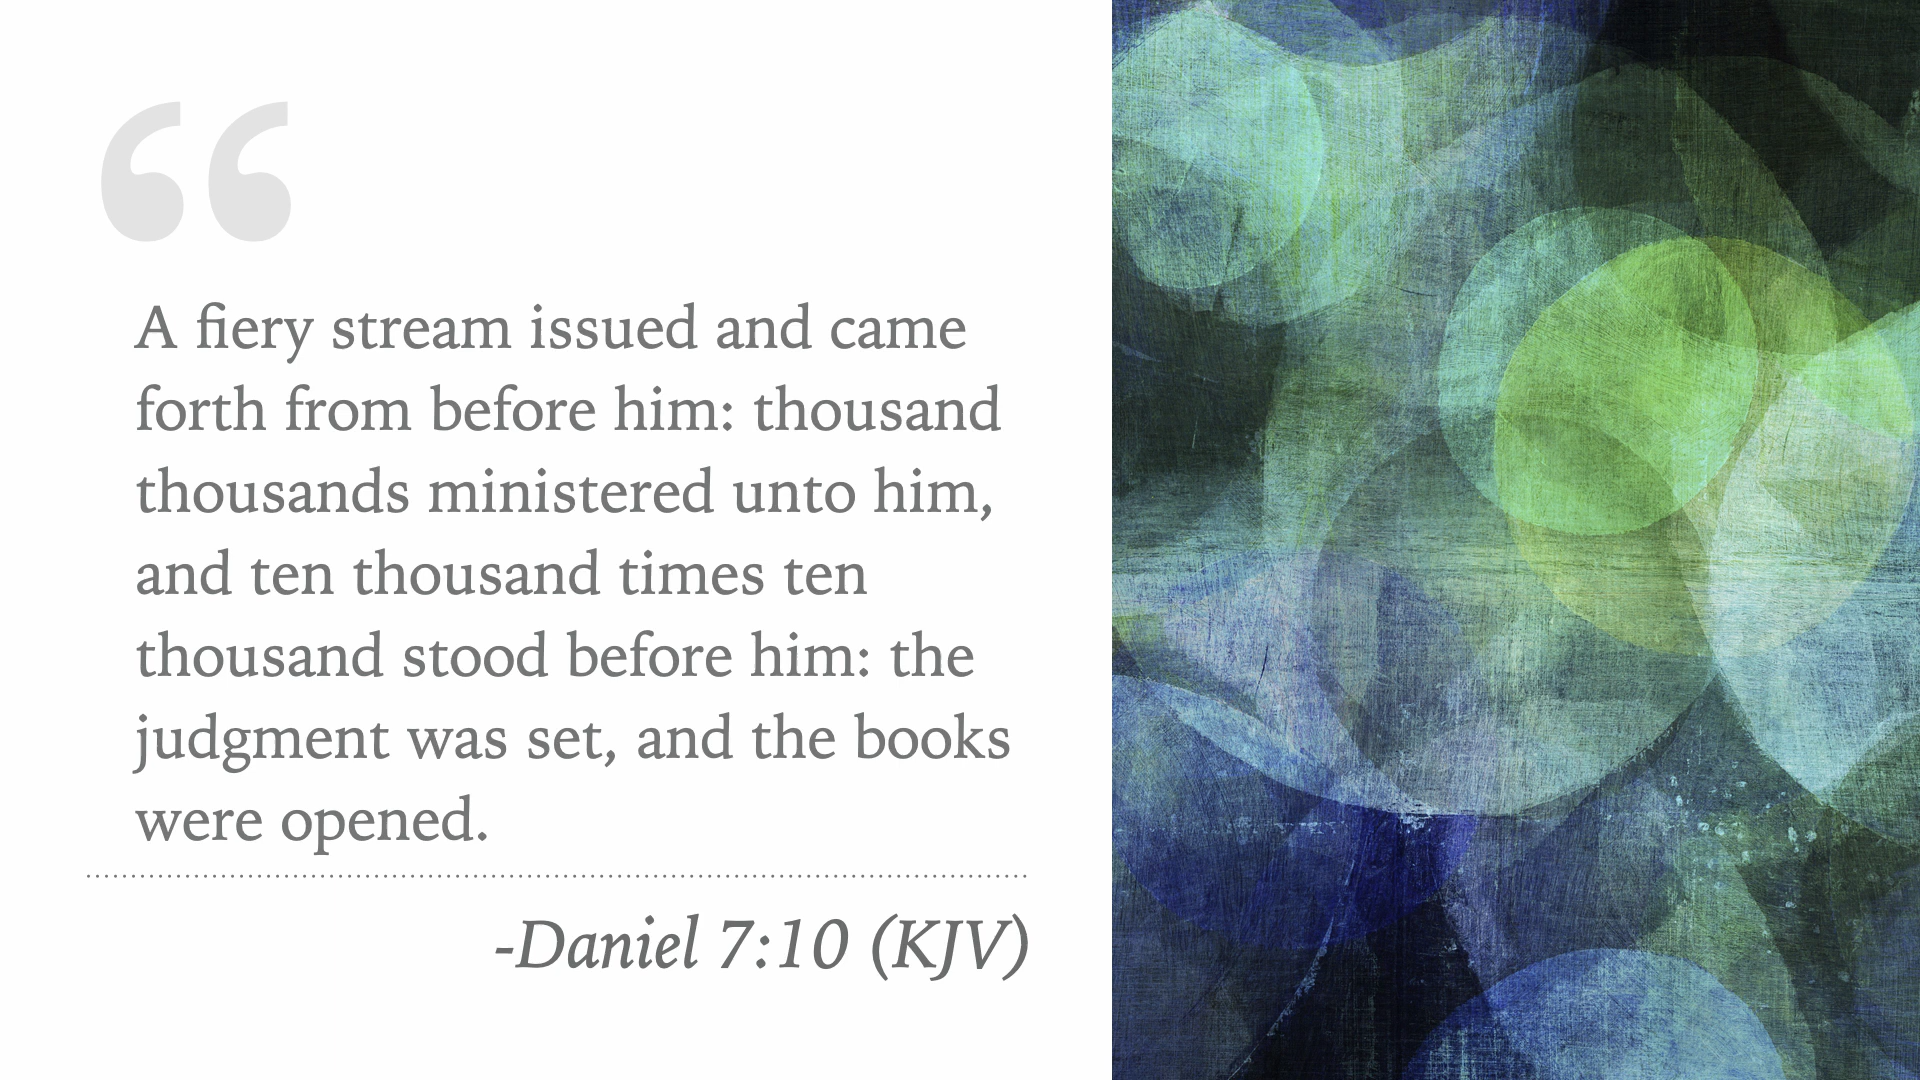 “
A fiery stream issued and came
forth from before him: thousand
thousands ministered unto him,
and ten thousand times ten
thousand stood before him: the
judgment was set, and the books
were opened.
-Daniel 7:10 (KJV)